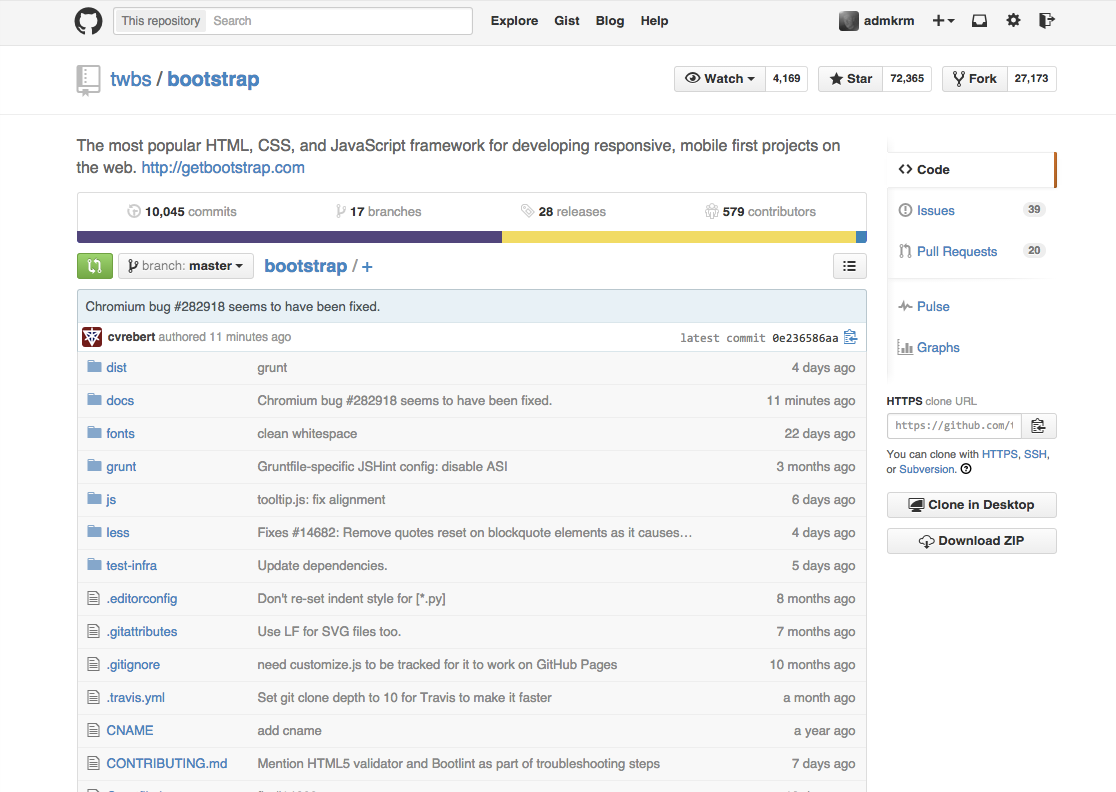 This repository Search Explore Gist Blog Help admkrm
twbs / bootstrap Watch 4,169 Star 72,365 Fork 27,173
The most popular HTML, CSS, and JavaScript framework for developing responsive, mobile first projects on
the web. http://getbootstrap.com
10,045 commits 17 branches 28 releases 579 contributors
branch: master bootstrap / +
Chromium bug #282918 seems to have been fixed.
cvrebert authored 11 minutes ago latest commit 0e236586aa
dist grunt 4 days ago
docs Chromium bug #282918 seems to have been fixed. 11 minutes ago
fonts clean whitespace 22 days ago
grunt Gruntfile-specific JSHint config: disable ASI 3 months ago
js tooltip.js: fix alignment 6 days ago
less Fixes #14682: Remove quotes reset on blockquote elements as it causes… 4 days ago
test-infra Update dependencies. 5 days ago
.editorconfig Don't re-set indent style for [*.py] 8 months ago
.gitattributes Use LF for SVG files too. 7 months ago
.gitignore need customize.js to be tracked for it to work on GitHub Pages 10 months ago
.travis.yml Set git clone depth to 10 for Travis to make it faster a month ago
CNAME add cname a year ago
CONTRIBUTING.md Mention HTML5 validator and Bootlint as part of troubleshooting steps 7 days ago
Code
Issues 39
Pull Requests 20
Pulse
Graphs
HTTPS clone URL
https://github.com/t
You can clone with HTTPS, SSH,
or Subversion.
Clone in Desktop
Download ZIP